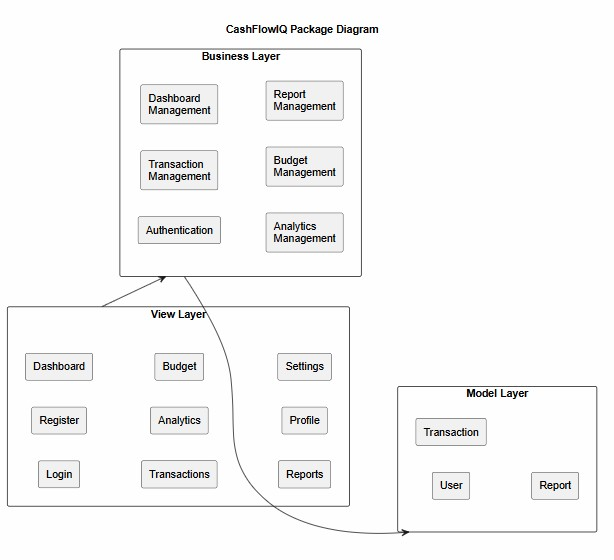 CashFlowIQ Package Diagram
Business Layer
Dashboard
Management
Report
Management
Transaction
Management
Budget
Management
Authentication
Analytics
Management
View Layer
Dashboard
Budget
Settings
Register
Analytics
Profile
Login
Transactions
Reports
Model Layer
Transaction
User
Report